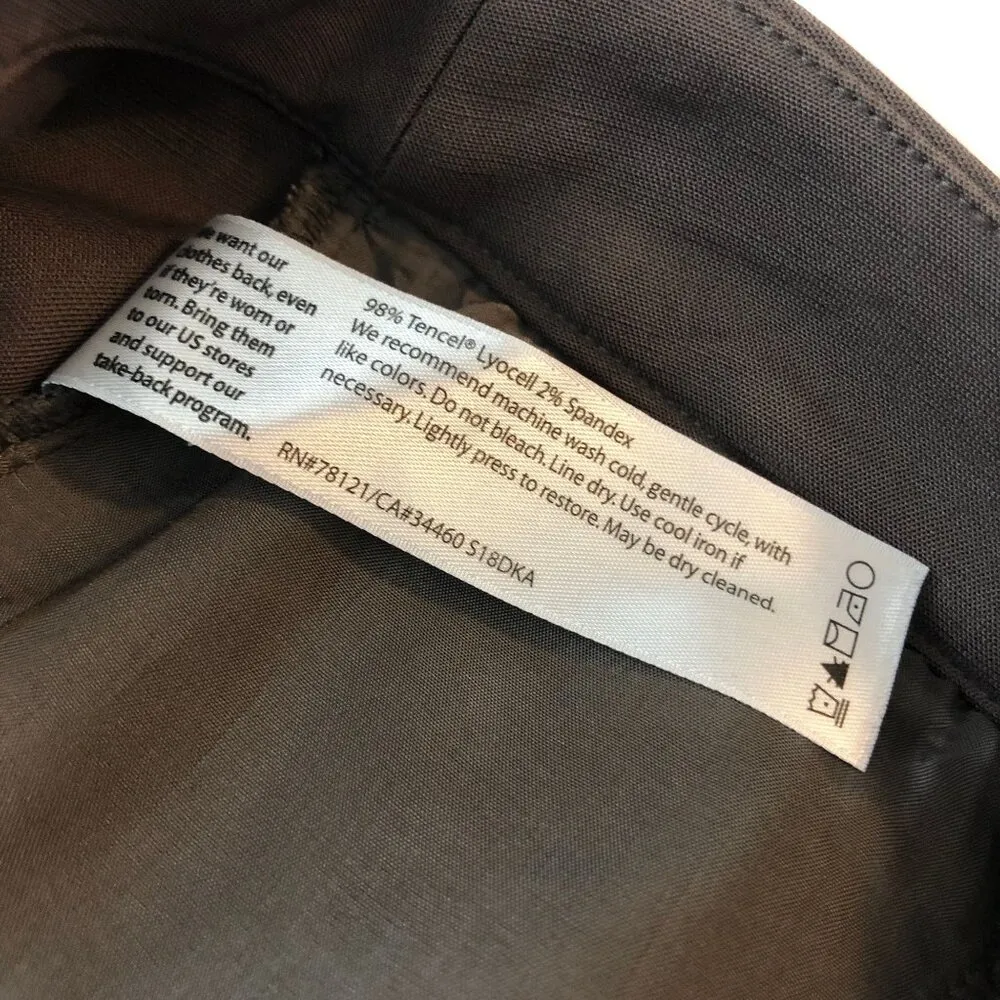 want our
clothes back, even
if they're worn or
torn. Bring them
to our US stores
and support our
take-back program.
98% Tencel® Lyocell 2% Spandex
We recommend machine wash cold, gentle cycle, with
like colors. Do not bleach. Line dry. Use cool iron if
necessary. Lightly press to restore. May be dry cleaned.
RN#78121/CA#34460 S18DKA